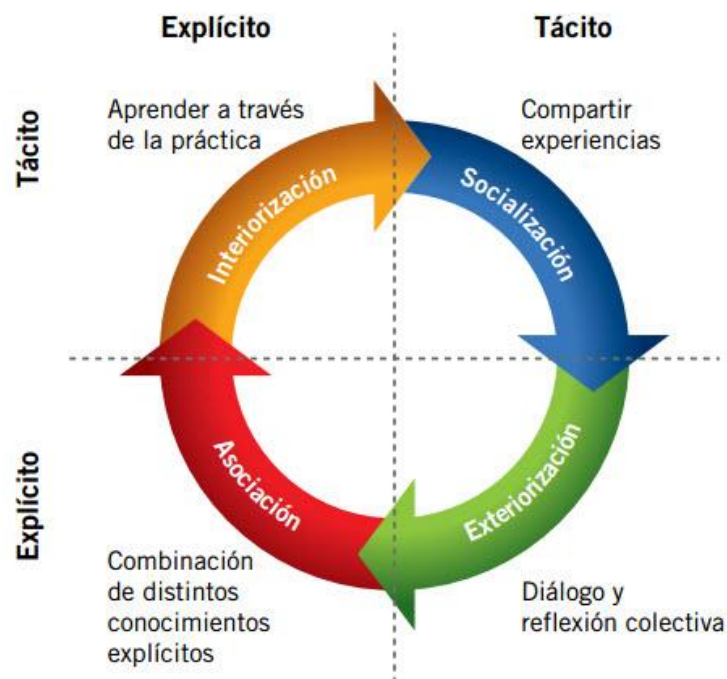 Explícito
Tácito
Tácito
Aprender a través
de la práctica
Compartir
experiencias
Interiorización
Socialización
Explícito
Asociación
Exteriorización
Combinación
de distintos
conocimientos
explícitos
Diálogo y
reflexión colectiva